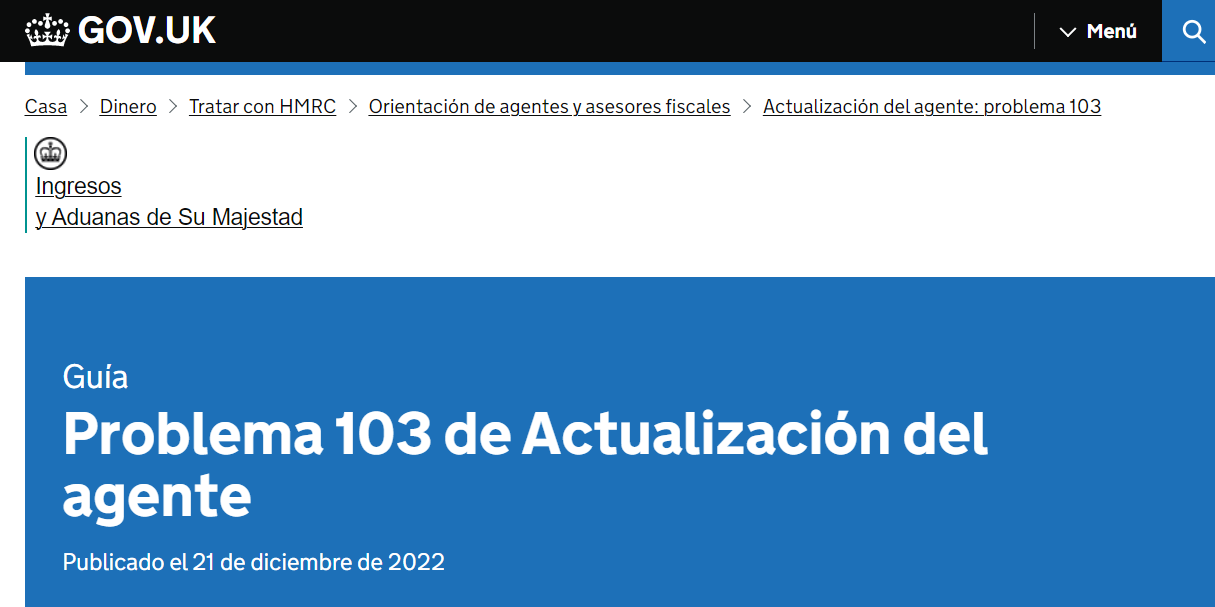 GOV.UK
Menú
Casa > Dinero > Tratar con HMRC > Orientación de agentes y asesores fiscales > Actualización del agente: problema 103
Ingresos
y Aduanas de Su Majestad
Guía
Problema 103 de Actualización del
agente
Publicado el 21 de diciembre de 2022